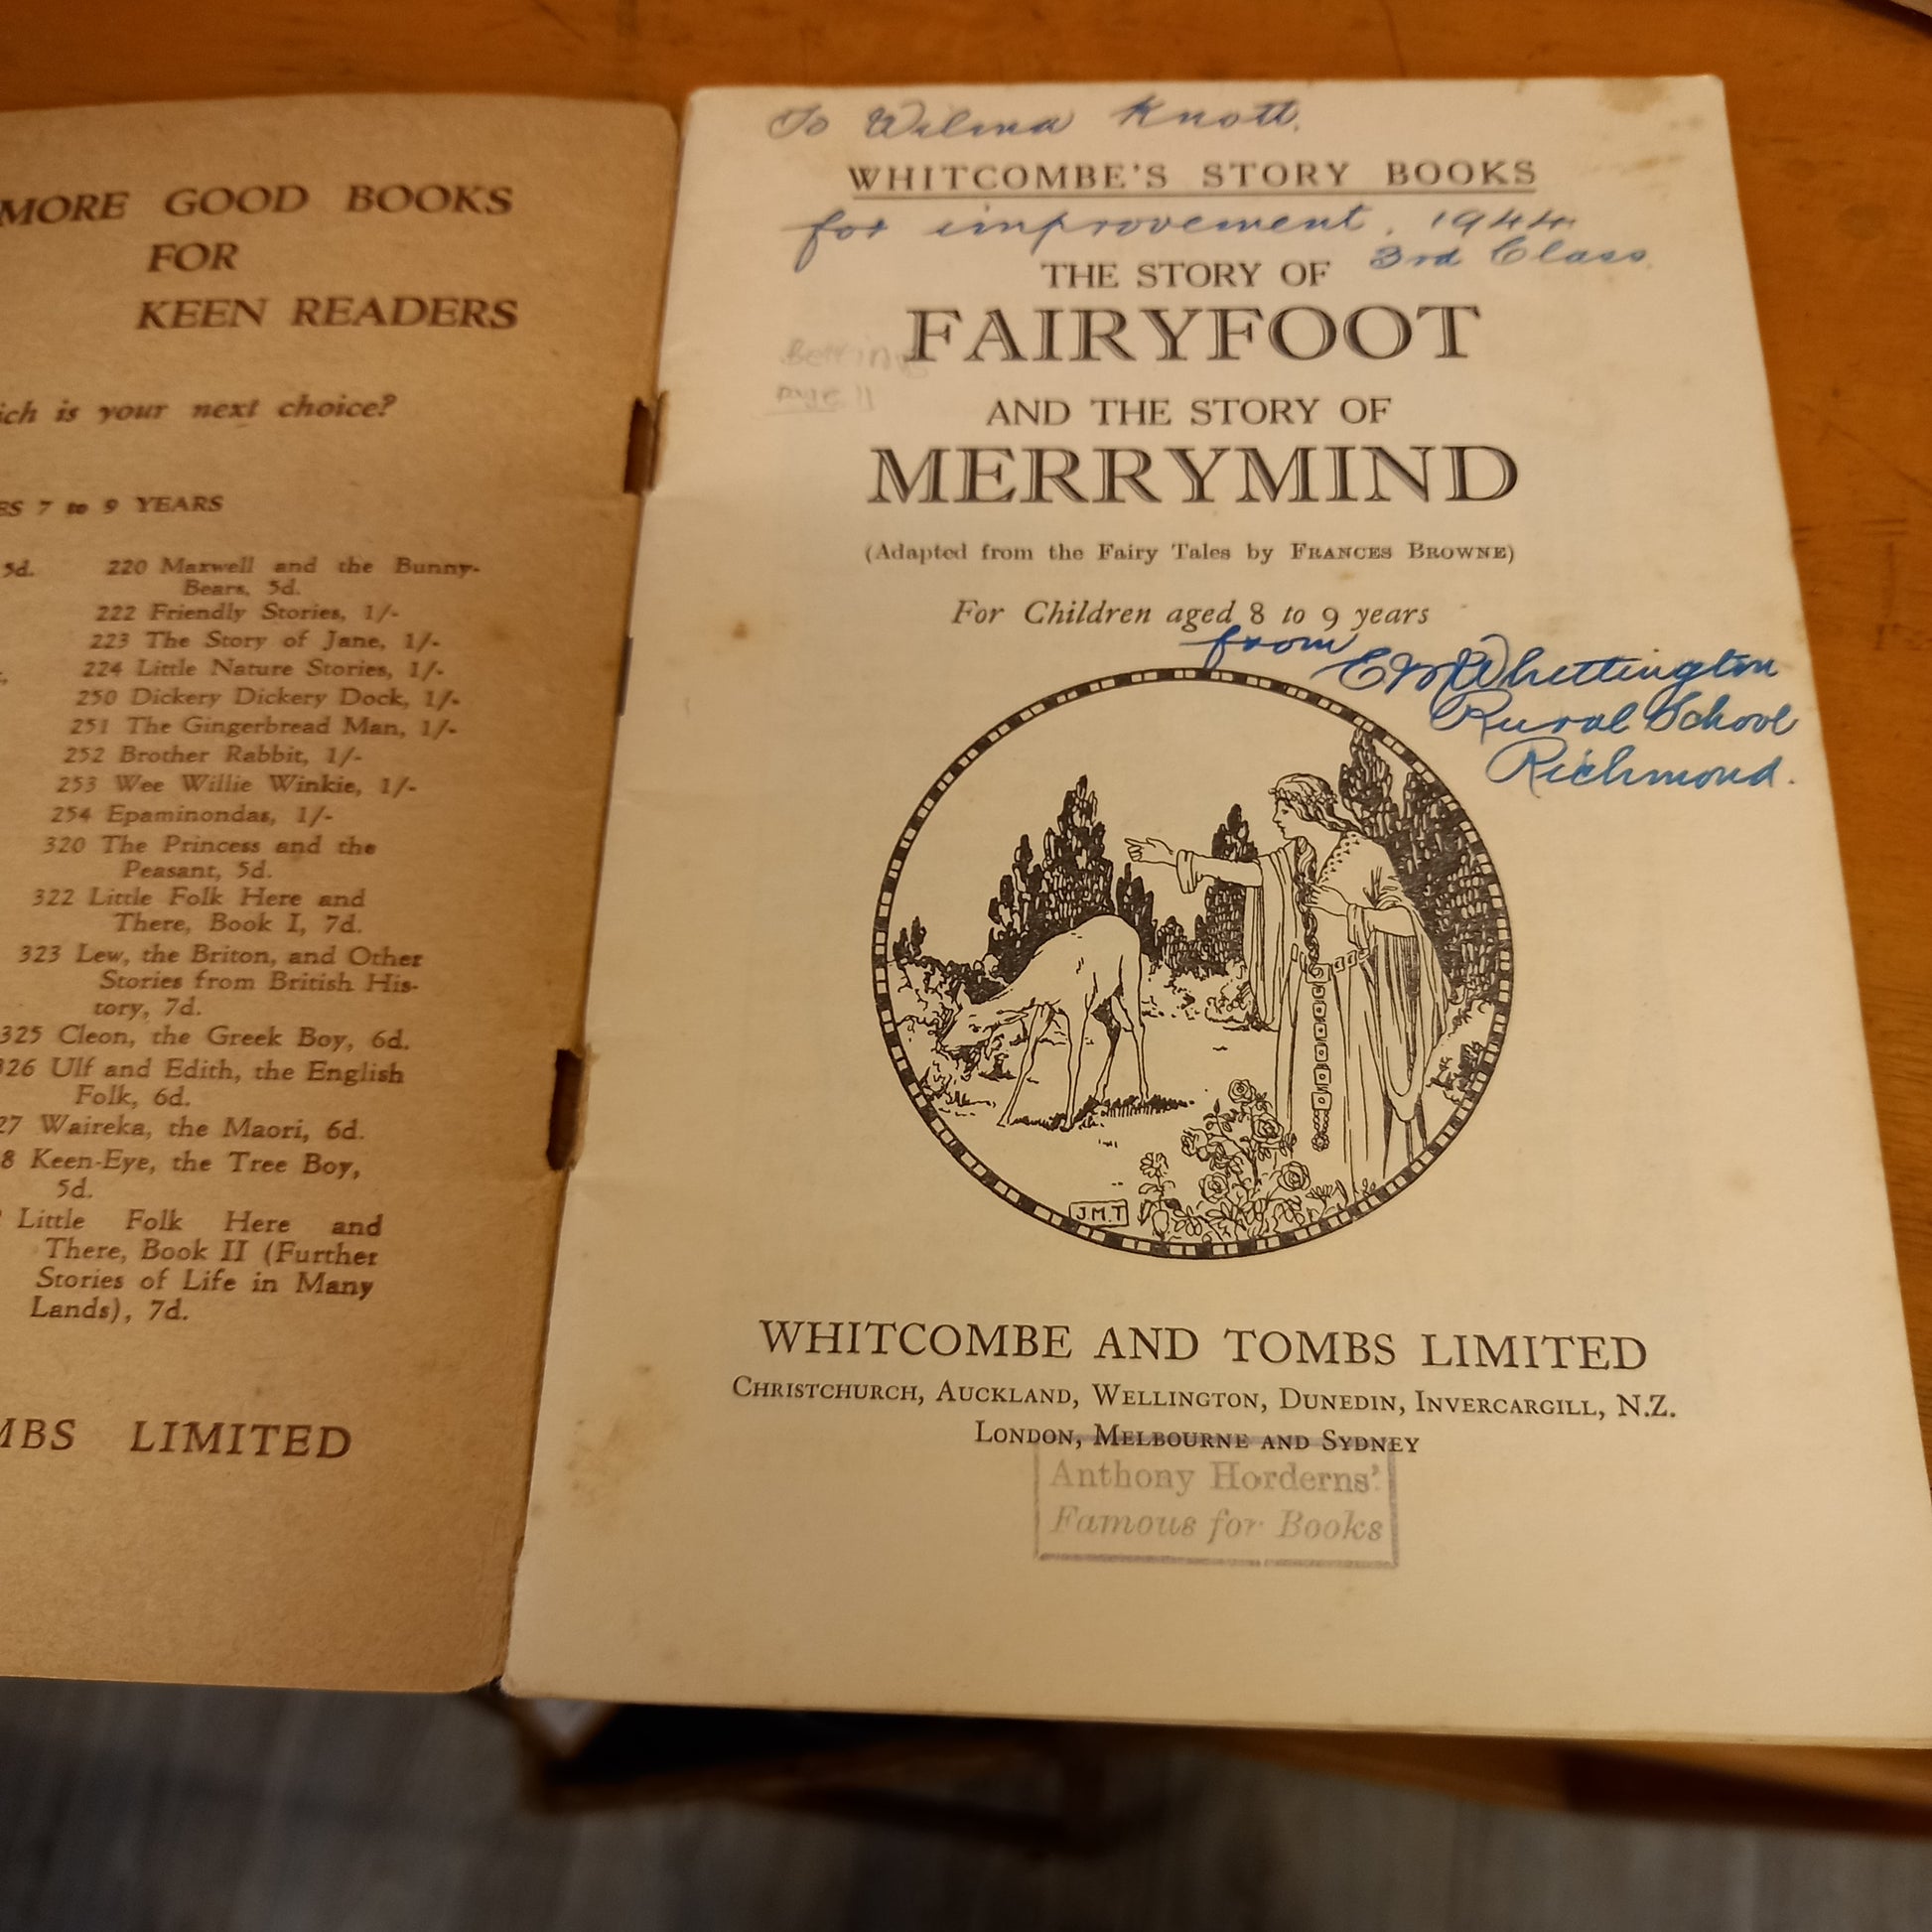 MORE GOOD BOOKS
FOR
KEEN READERS
is your next choice?
7 to 9 YEARS
5d.
220 Maxwell and the Bunny-
Bears, 5d.
222 Friendly Stories, 1/-
223 The Story of Jane, 1/-
224 Little Nature Stories, 1/-
250 Dickery Dickery Dock, 1/-
251 The Gingerbread Man, 1/-
252 Brother Rabbit, 1/-
253 Wee Willie Winkie, 1/-
254 Epaminondas, 1/-
320 The Princess and the
Peasant, 5d.
322 Little Folk Here and
There, Book I, 7d.
323 Lew, the Briton, and Other
Stories from British His-
tory, 7d.
325 Cleon, the Greek Boy, 6d.
326 Ulf and Edith, the English
Folk, 6d.
27 Waireka, the Maori, 6d.
8 Keen-Eye, the Tree Boy,
5d.
Little Folk Here and
There, Book II (Further
Stories of Life in Many
Lands), 7d.
MBS LIMITED
To Wilma Knott.
WHITCOMBE'S STORY BOOKS
for improvement. 1944
3rd Class
THE STORY OF
FAIRYFOOT
page 11
AND THE STORY OF
MERRYMIND
(Adapted from the Fairy Tales by FRANCES BROWNE)
For Children aged 8 to 9 years
from
E M Whittington
Rural School
Richmond.
J.M.T
WHITCOMBE AND TOMBS LIMITED
CHRISTCHURCH, AUCKLAND, WELLINGTON, DUNEDIN, INVERCARGILL, N.Z.
LONDON, MELBOURNE AND SYDNEY
Anthony Horderns'
Famous for Books